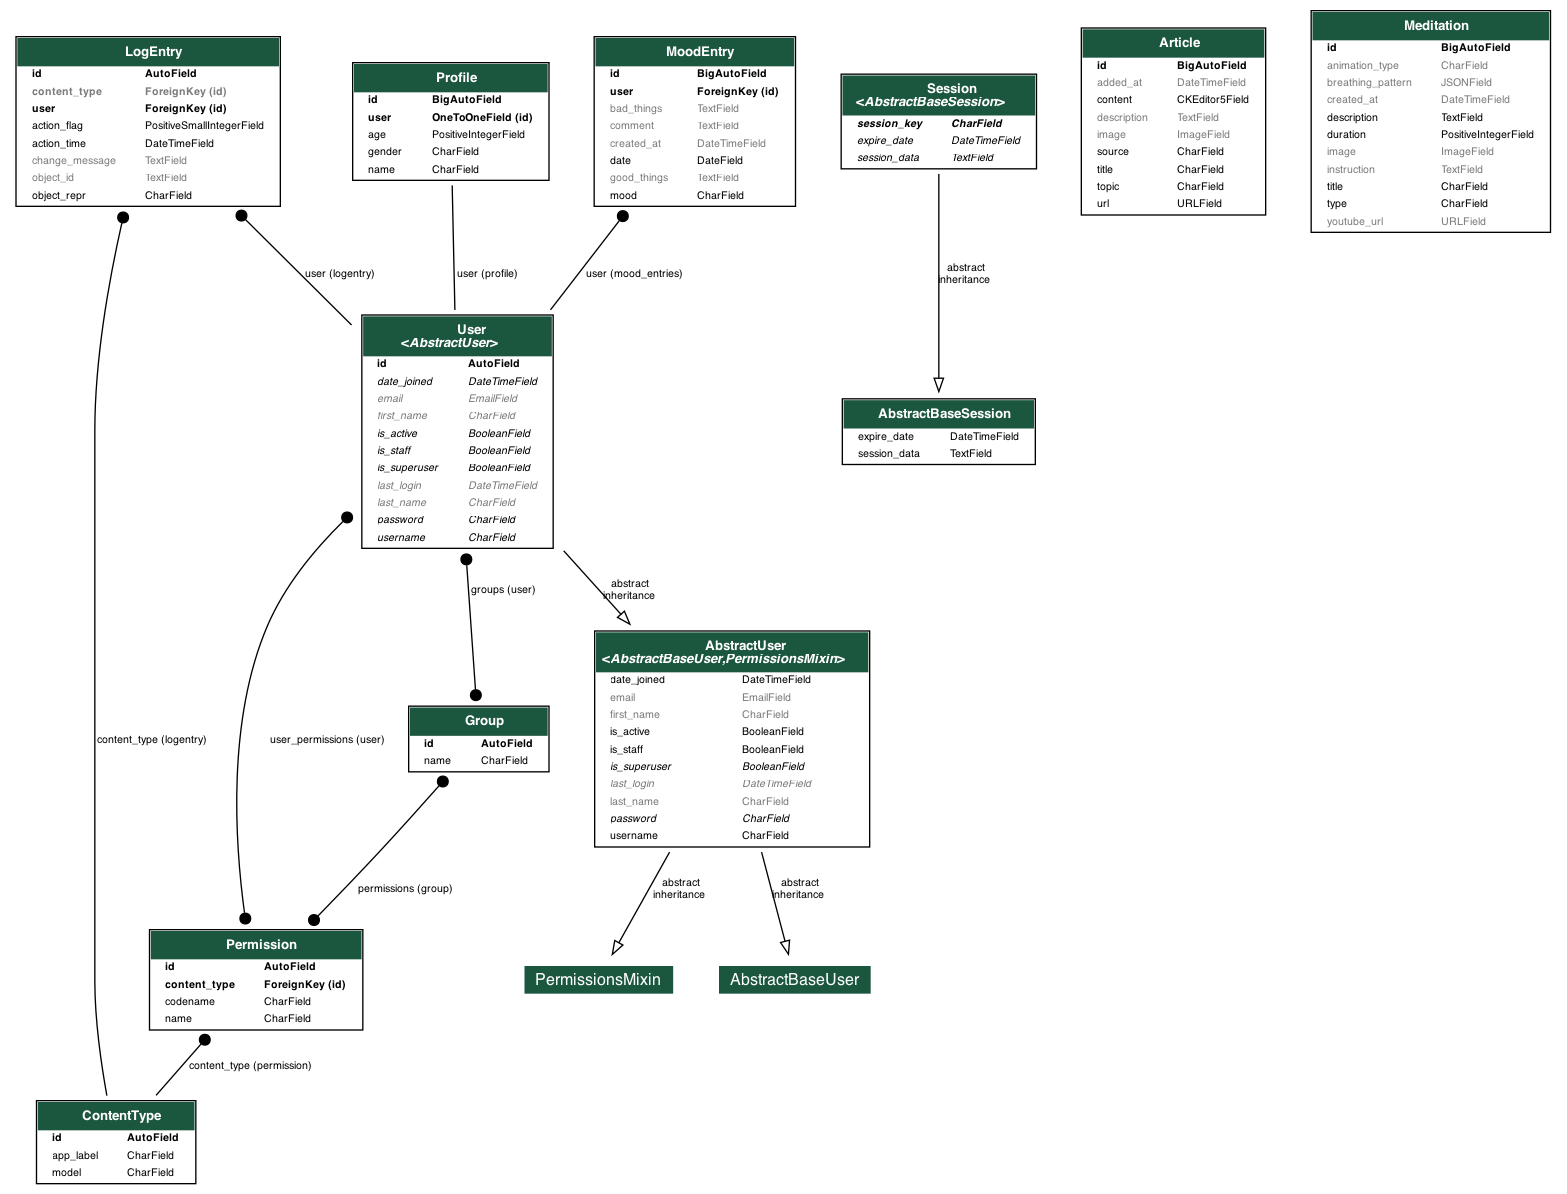 LogEntry
id AutoField
content_type ForeignKey (id)
user ForeignKey (id)
action_flag PositiveSmallIntegerField
action_time DateTimeField
change_message TextField
object_id TextField
object_repr CharField
Profile
id BigAutoField
user OneToOneField (id)
age PositiveIntegerField
gender CharField
name CharField
MoodEntry
id BigAutoField
user ForeignKey (id)
bad_things TextField
comment TextField
created_at DateTimeField
date DateField
good_things TextField
mood CharField
Session
<AbstractBaseSession>
session_key CharField
expire_date DateTimeField
session_data TextField
Article
id BigAutoField
added_at DateTimeField
content CKEditor5Field
description TextField
image ImageField
source CharField
title CharField
topic CharField
url URLField
Meditation
id BigAutoField
animation_type CharField
breathing_pattern JSONField
created_at DateTimeField
description TextField
duration PositiveIntegerField
image ImageField
instruction TextField
title CharField
type CharField
youtube_url URLField
user (logentry)
user (profile)
user (mood_entries)
abstract
inheritance
User
<AbstractUser>
id AutoField
date_joined DateTimeField
email EmailField
first_name CharField
is_active BooleanField
is_staff BooleanField
is_superuser BooleanField
last_login DateTimeField
last_name CharField
password CharField
username CharField
AbstractBaseSession
expire_date DateTimeField
session_data TextField
groups (user)
abstract
inheritance
AbstractUser
<AbstractBaseUser,PermissionsMixin>
date_joined DateTimeField
email EmailField
first_name CharField
is_active BooleanField
is_staff BooleanField
is_superuser BooleanField
last_login DateTimeField
last_name CharField
password CharField
username CharField
content_type (logentry)
user_permissions (user)
Group
id AutoField
name CharField
permissions (group)
abstract
inheritance
abstract
inheritance
Permission
id AutoField
content_type ForeignKey (id)
codename CharField
name CharField
PermissionsMixin
AbstractBaseUser
content_type (permission)
ContentType
id AutoField
app_label CharField
model CharField